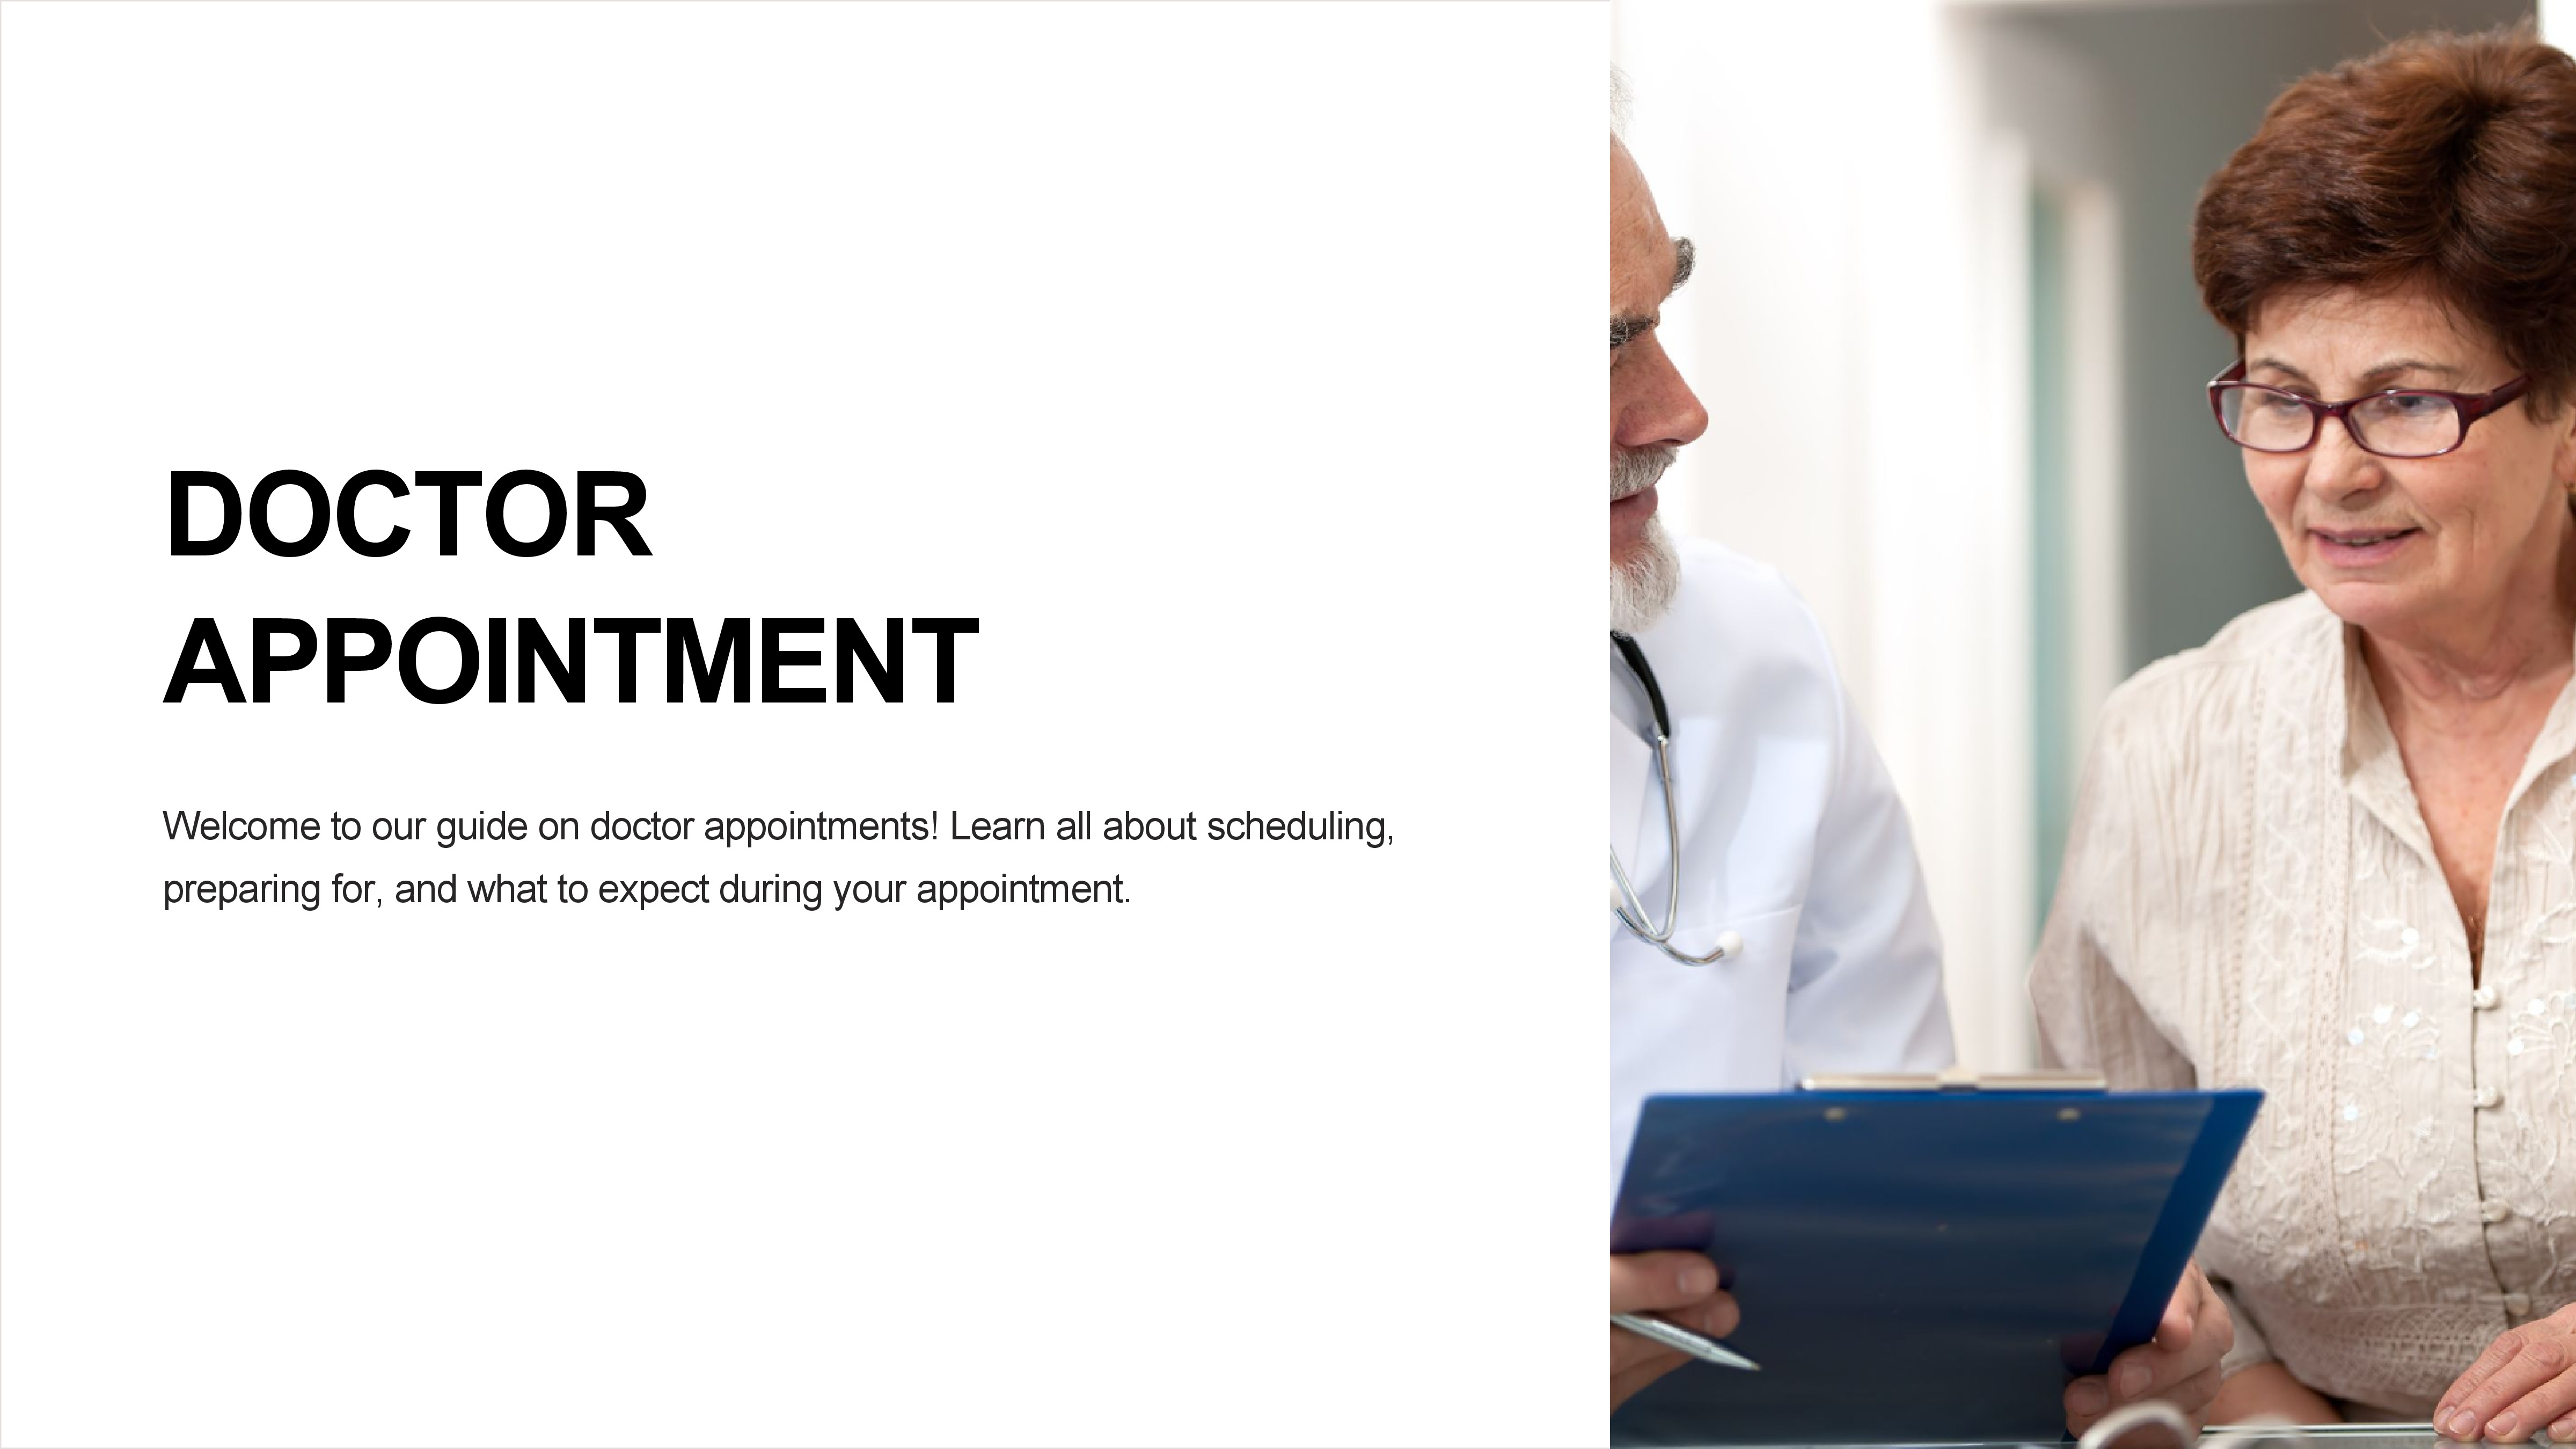 DOCTOR
APPOINTMENT
Welcome to our guide on doctor appointments! Learn all about scheduling,
preparing for, and what to expect during your appointment.